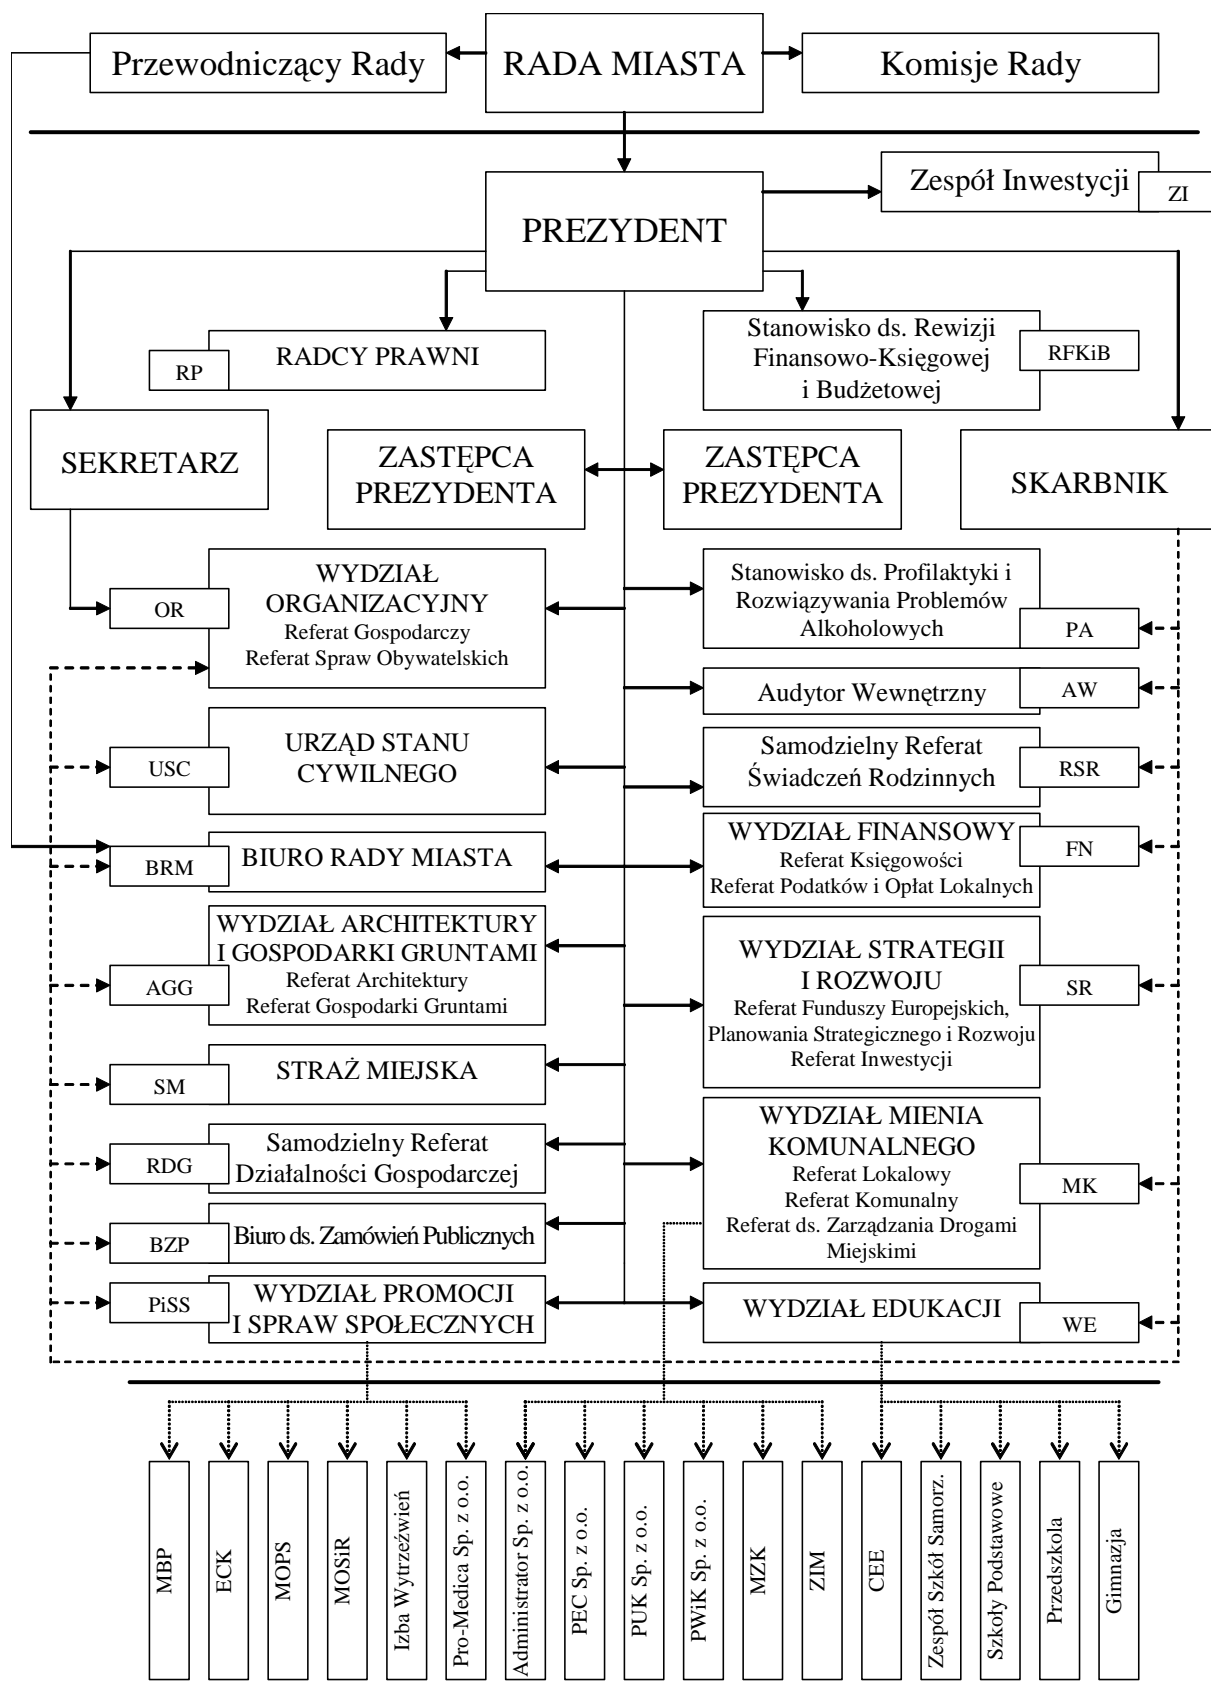 Przewodniczący Rady
RADA MIASTA
Komisje Rady
Zespół Inwestycji
ZI
PREZYDENT
RADCY PRAWNI
RP
Stanowisko ds. Rewizji
Finansowo-Księgowej
i Budżetowej
RFKiB
SEKRETARZ
ZASTĘPCA
PREZYDENTA
ZASTĘPCA
PREZYDENTA
SKARBNIK
WYDZIAŁ
ORGANIZACYJNY
Referat Gospodarczy
Referat Spraw Obywatelskich
OR
Stanowisko ds. Profilaktyki i
Rozwiązywania Problemów
Alkoholowych
PA
Audytor Wewnętrzny
AW
URZĄD STANU
CYWILNEGO
USC
Samodzielny Referat
Świadczeń Rodzinnych
RSR
BIURO RADY MIASTA
BRM
WYDZIAŁ FINANSOWY
Referat Księgowości
Referat Podatków i Opłat Lokalnych
FN
WYDZIAŁ ARCHITEKTURY
I GOSPODARKI GRUNTAMI
Referat Architektury
Referat Gospodarki Gruntami
AGG
WYDZIAŁ STRATEGII
I ROZWOJU
Referat Funduszy Europejskich,
Planowania Strategicznego i Rozwoju
Referat Inwestycji
SR
STRAŻ MIEJSKA
SM
WYDZIAŁ MIENIA
KOMUNALNEGO
Referat Lokalowy
Referat Komunalny
Referat ds. Zarządzania Drogami
Miejskimi
MK
Samodzielny Referat
Działalności Gospodarczej
RDG
Biuro ds. Zamówień Publicznych
BZP
WYDZIAŁ PROMOCJI
I SPRAW SPOŁECZNYCH
PiSS
WYDZIAŁ EDUKACJI
WE
MBP
ECK
MOPS
MOSiR
Izba Wytrzeźwień
Pro-Medica Sp. z o.o.
Administrator Sp. z o.o.
PEC Sp. z o.o.
PUK Sp. z o.o.
PWiK Sp. z o.o.
MZK
ZIM
CEE
Zespół Szkół Samorz.
Szkoły Podstawowe
Przedszkola
Gimnazja